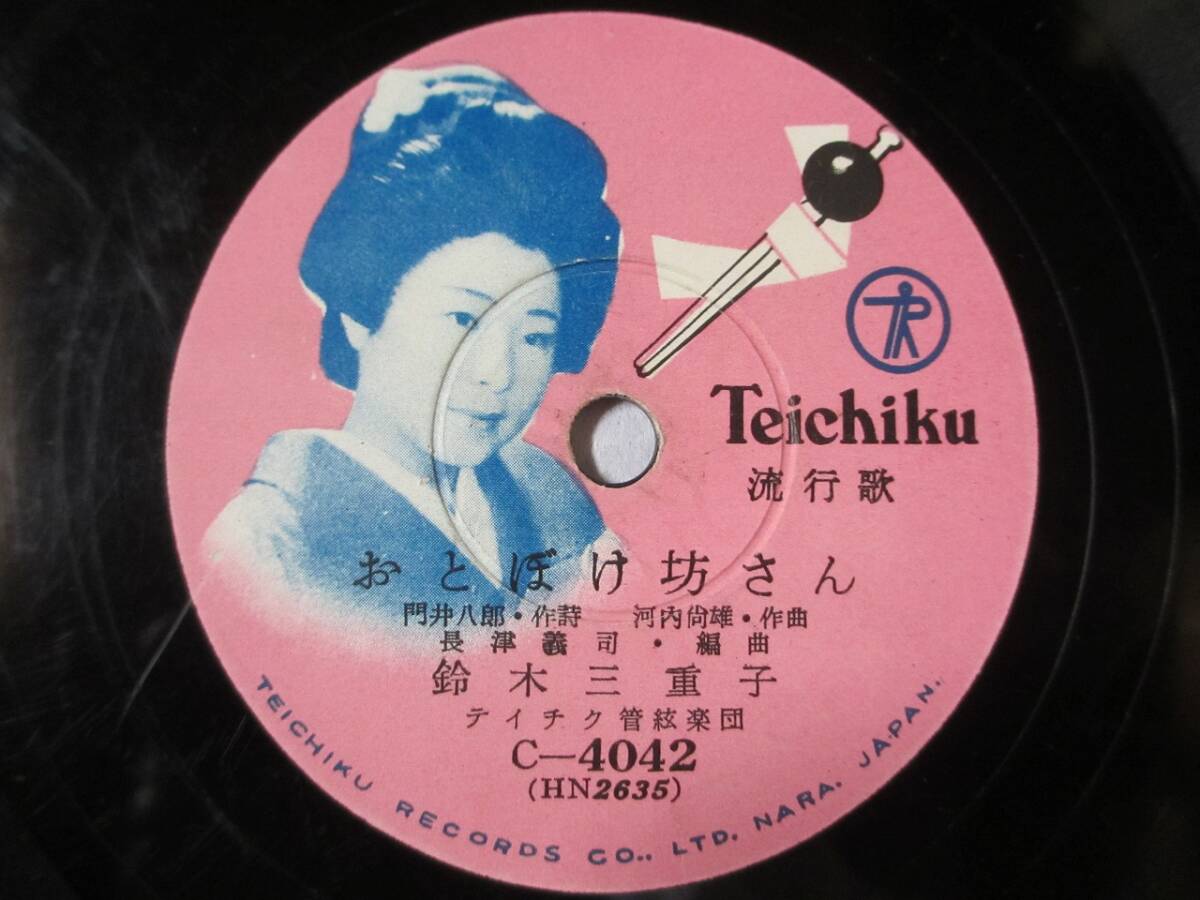 Teichiku
流行歌
おとぼけ坊さん
門井八郎・作詩 河内尙雄・作曲
長津義司・編曲
鈴木三重子
テイチク管絃楽団
C—4042
(HN2635)
TEICHIKU RECORDS CO., LTD. NARA. JAPAN.